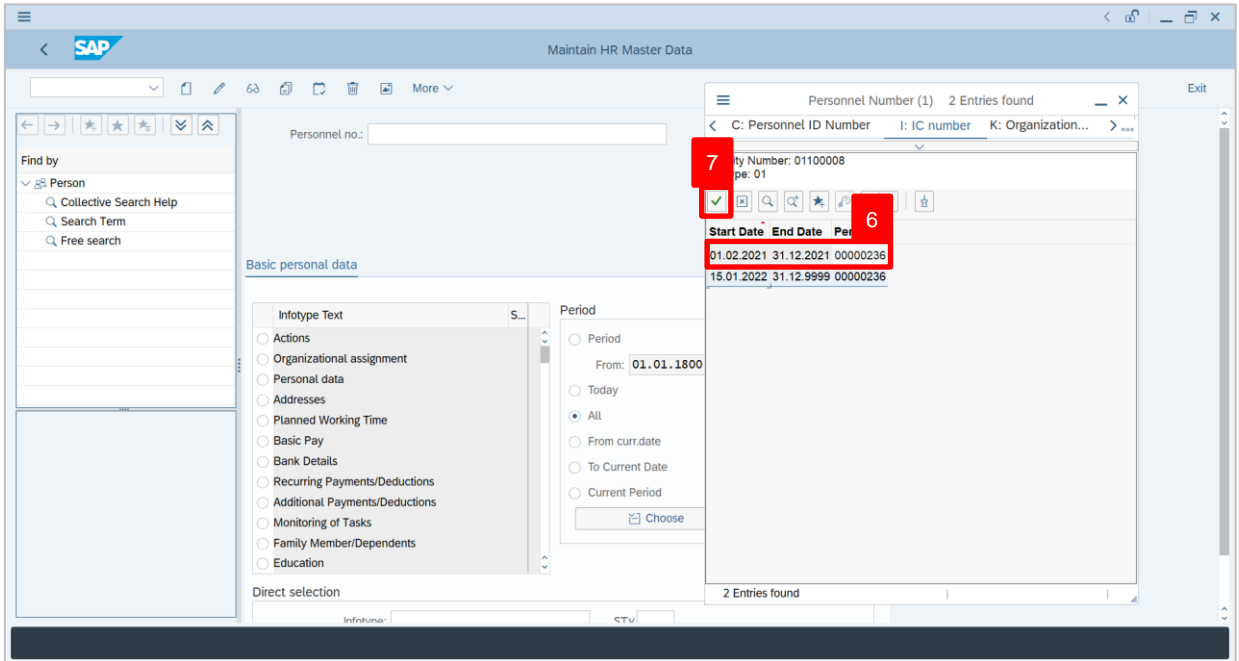 SAP
Maintain HR Master Data
More
Exit
Find by
Person
Collective Search Help
Search Term
Free search
Personnel no.:
Basic personal data
Infotype Text S...
Actions
Organizational assignment
Personal data
Addresses
Planned Working Time
Basic Pay
Bank Details
Recurring Payments/Deductions
Additional Payments/Deductions
Monitoring of Tasks
Family Member/Dependents
Education
Period
Period
From: 01.01.1800
Today
All
From curr.date
To Current Date
Current Period
Choose
Direct selection
Infotype: STy
Personnel Number (1) 2 Entries found
C: Personnel ID Number I: IC number K: Organization...
7
ity Number: 01100008
pe: 01
6
Start Date End Date Per
01.02.2021 31.12.2021 00000236
15.01.2022 31.12.9999 00000236
2 Entries found